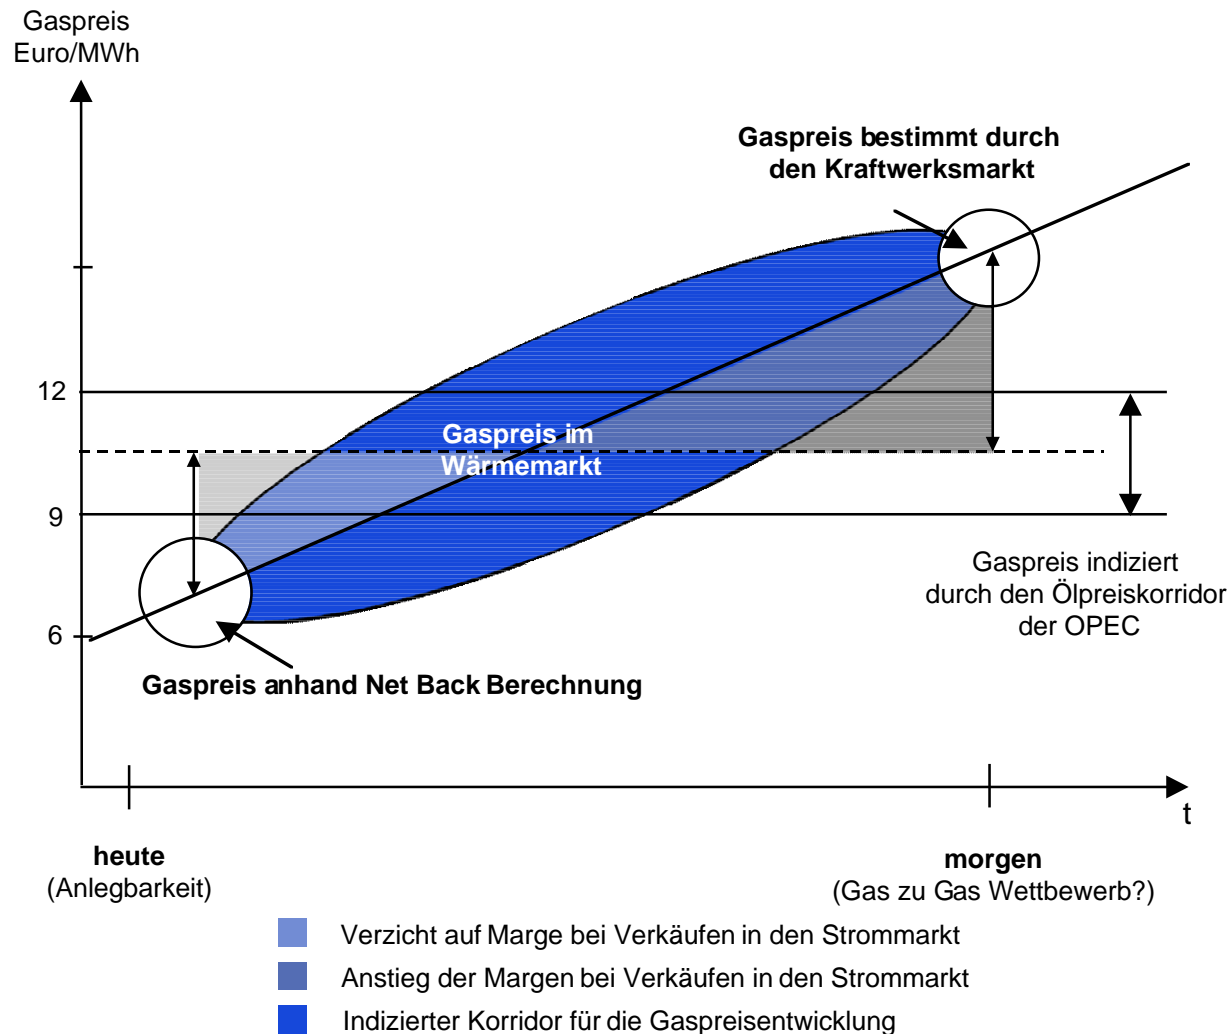 Gaspreis
Euro/MWh
Gaspreis bestimmt durch
den Kraftwerksmarkt
12
Gaspreis im
Wärmemarkt
9
Gaspreis indiziert
durch den Ölpreiskorridor
der OPEC
6
Gaspreis anhand Net Back Berechnung
t
heute
(Anlegbarkeit)
morgen
(Gas zu Gas Wettbewerb?)
Verzicht auf Marge bei Verkäufen in den Strommarkt
Anstieg der Margen bei Verkäufen in den Strommarkt
Indizierter Korridor für die Gaspreisentwicklung